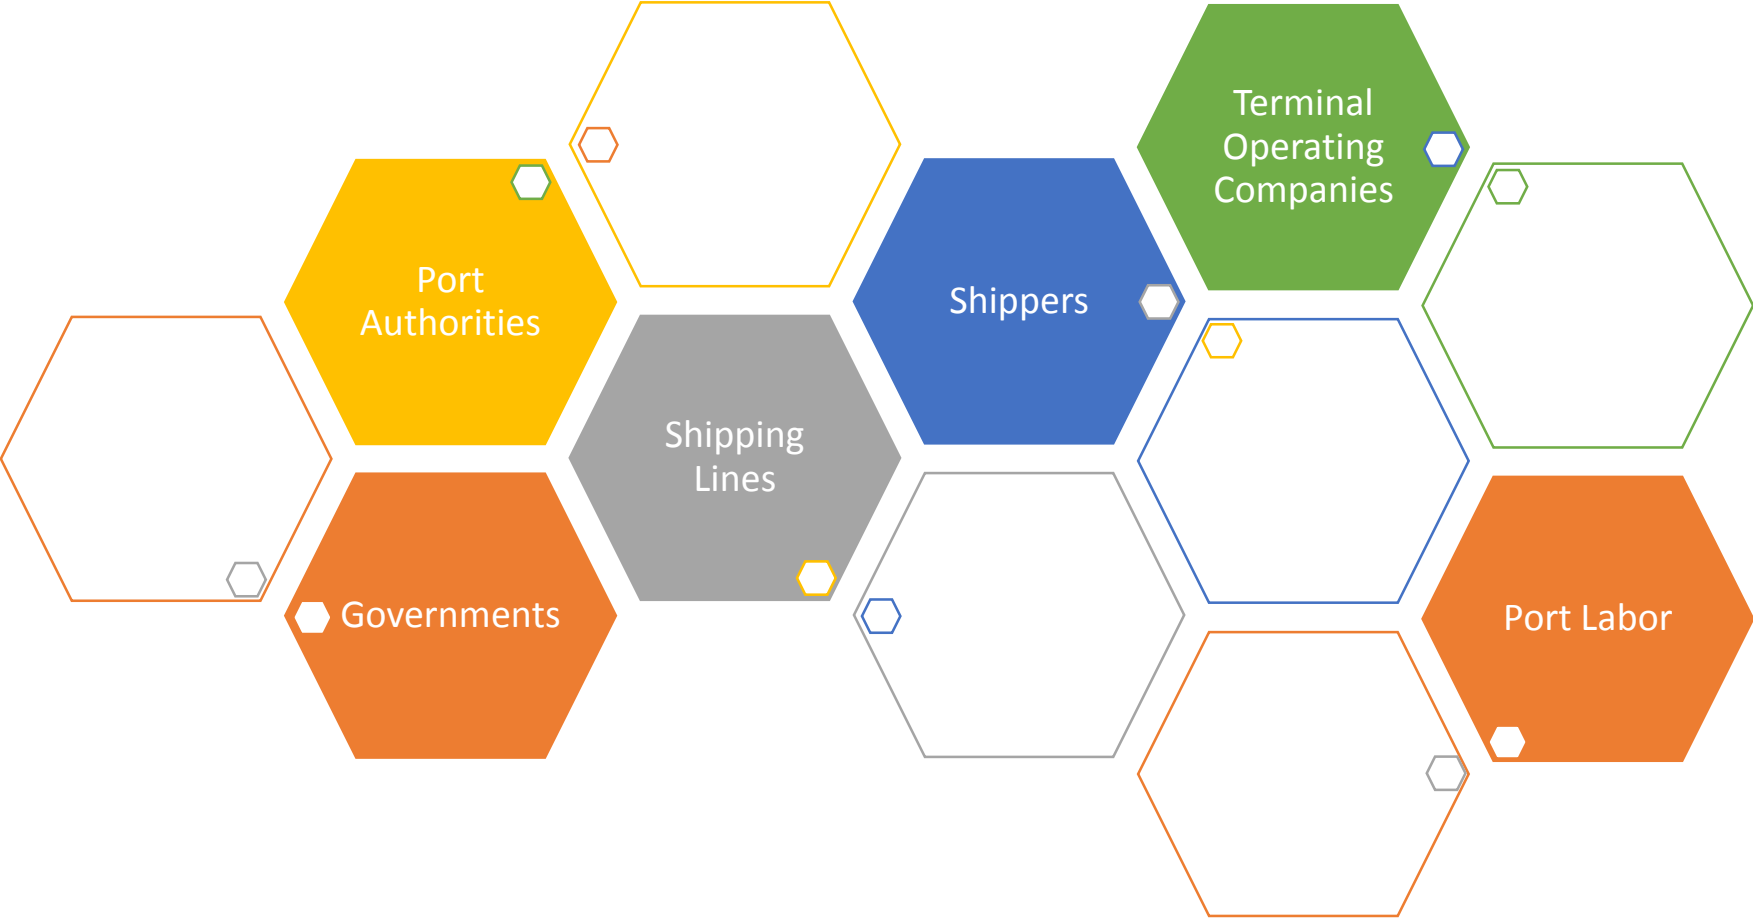 Port
Authorities
Governments
Shipping
Lines
Shippers
Terminal
Operating
Companies
Port Labor